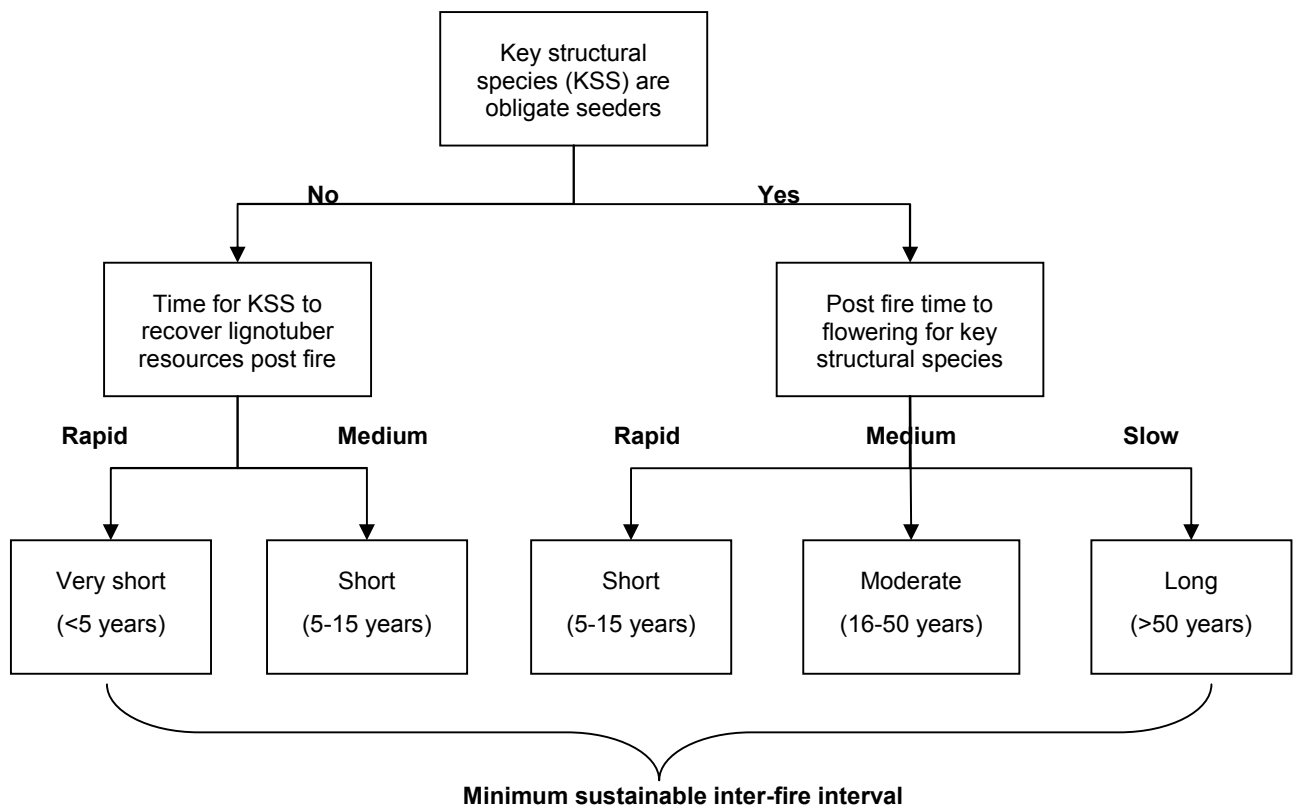 Key structural
species (KSS) are
obligate seeders
No
Yes
Time for KSS to
recover lignotuber
resources post fire
Post fire time to
flowering for key
structural species
Rapid
Medium
Rapid
Medium
Slow
Very short
(<5 years)
Short
(5-15 years)
Short
(5-15 years)
Moderate
(16-50 years)
Long
(>50 years)
Minimum sustainable inter-fire interval